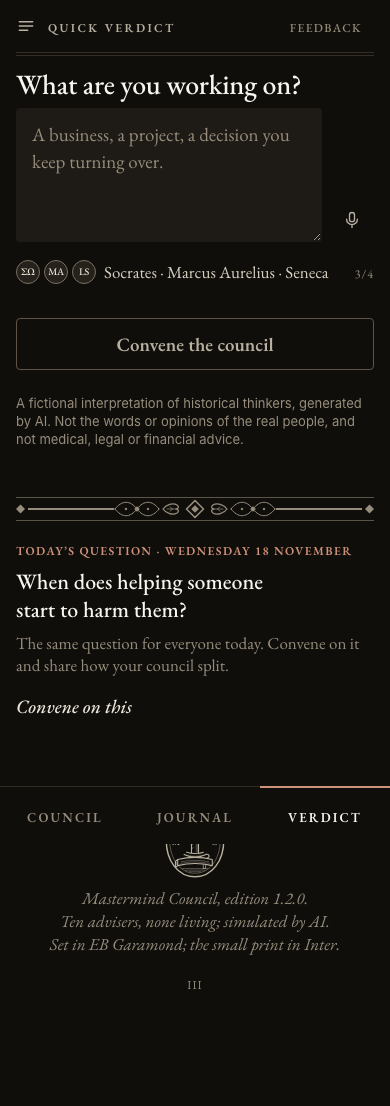 QUICK VERDICT
FEEDBACK
What are you working on?
A business, a project, a decision you
keep turning over.
ΣΩ MA LS Socrates · Marcus Aurelius · Seneca 3/4
Convene the council
A fictional interpretation of historical thinkers, generated
by AI. Not the words or opinions of the real people, and
not medical, legal or financial advice.
TODAY’S QUESTION · WEDNESDAY 18 NOVEMBER
When does helping someone
start to harm them?
The same question for everyone today. Convene on it
and share how your council split.
Convene on this
COUNCIL
JOURNAL
VERDICT
Mastermind Council, edition 1.2.0.
Ten advisers, none living; simulated by AI.
Set in EB Garamond; the small print in Inter.
III